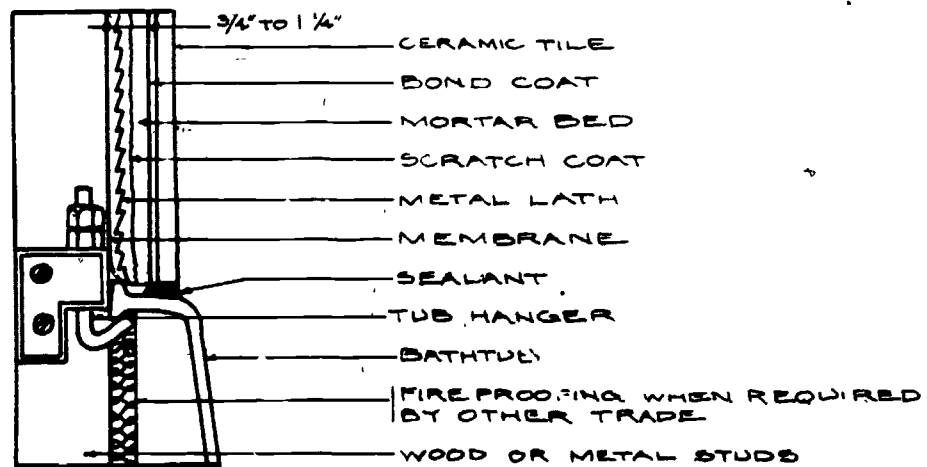 3/4" TO 1 1/4"
CERAMIC TILE
BOND COAT
MORTAR BED
SCRATCH COAT
METAL LATH
MEMBRANE
SEALANT
TUB HANGER
BATHTUB
FIREPROOFING WHEN REQUIRED
BY OTHER TRADE
WOOD OR METAL STUDS